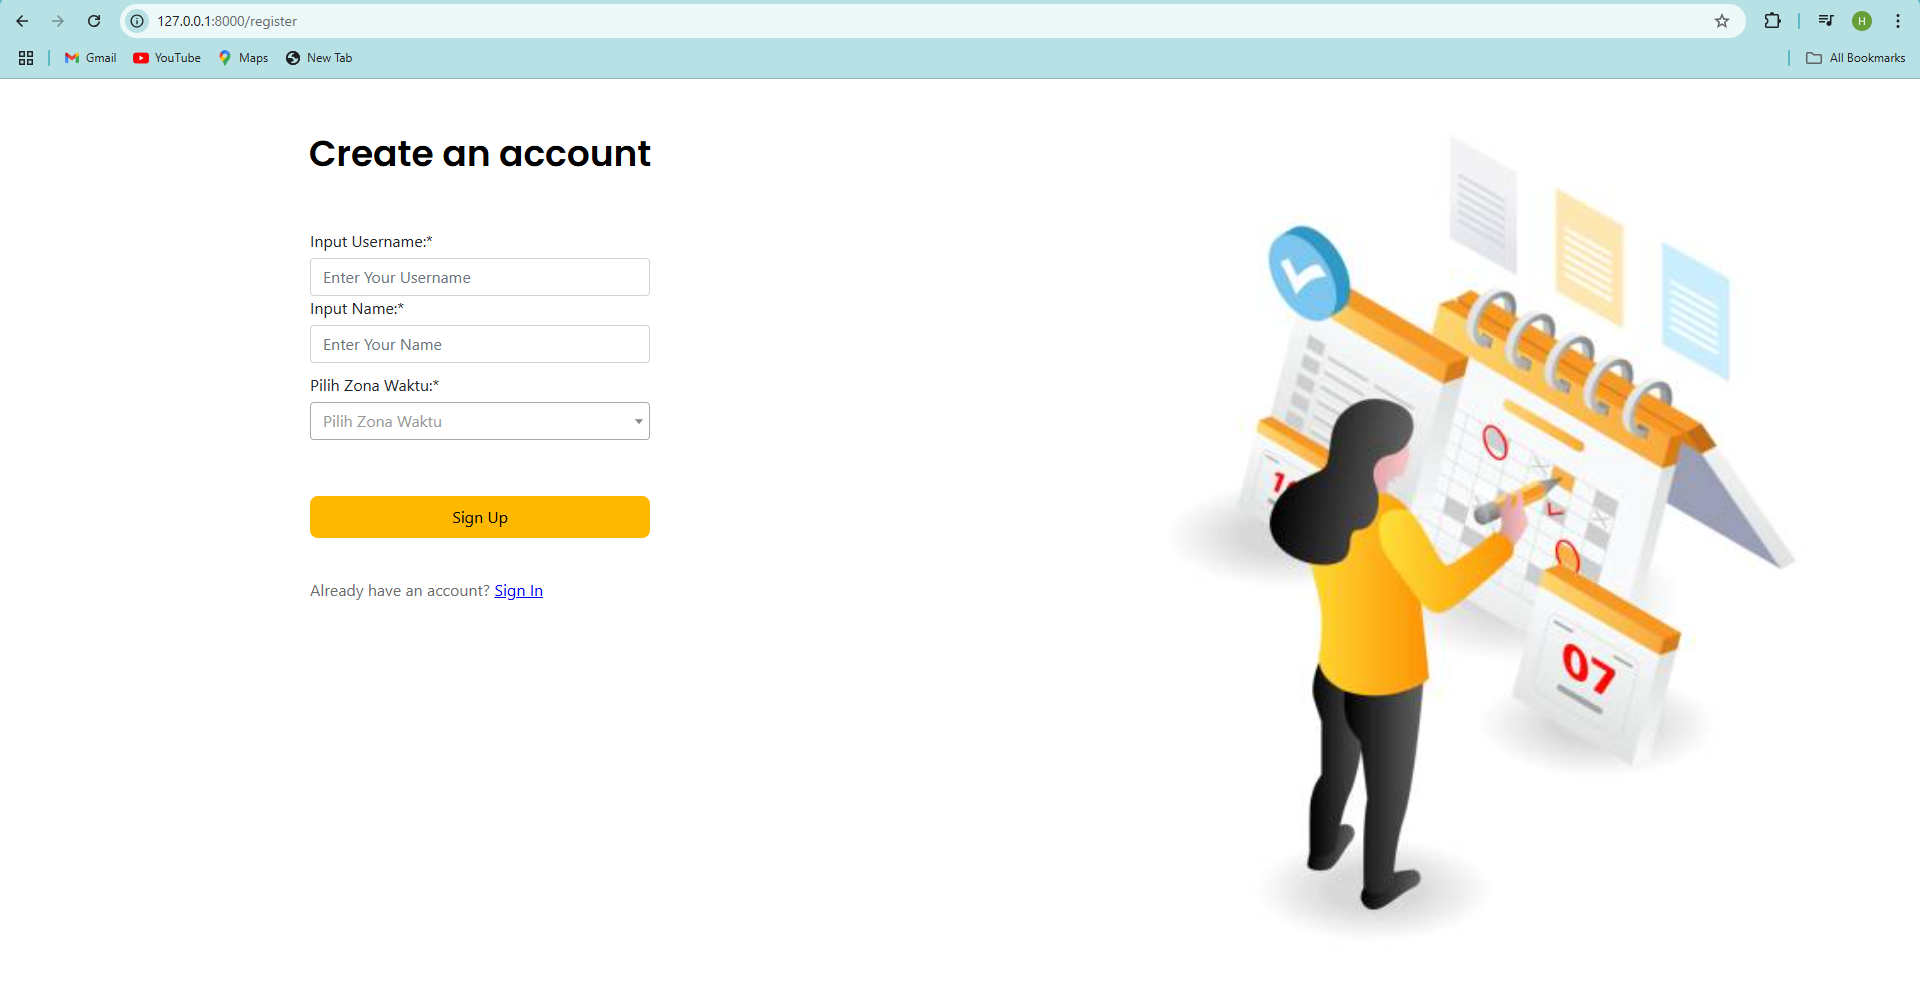 127.0.0.1:8000/register
Gmail YouTube Maps New Tab All Bookmarks
Create an account
Input Username:*
Enter Your Username
Input Name:*
Enter Your Name
Pilih Zona Waktu:*
Pilih Zona Waktu
Sign Up
Already have an account? Sign In
07
H